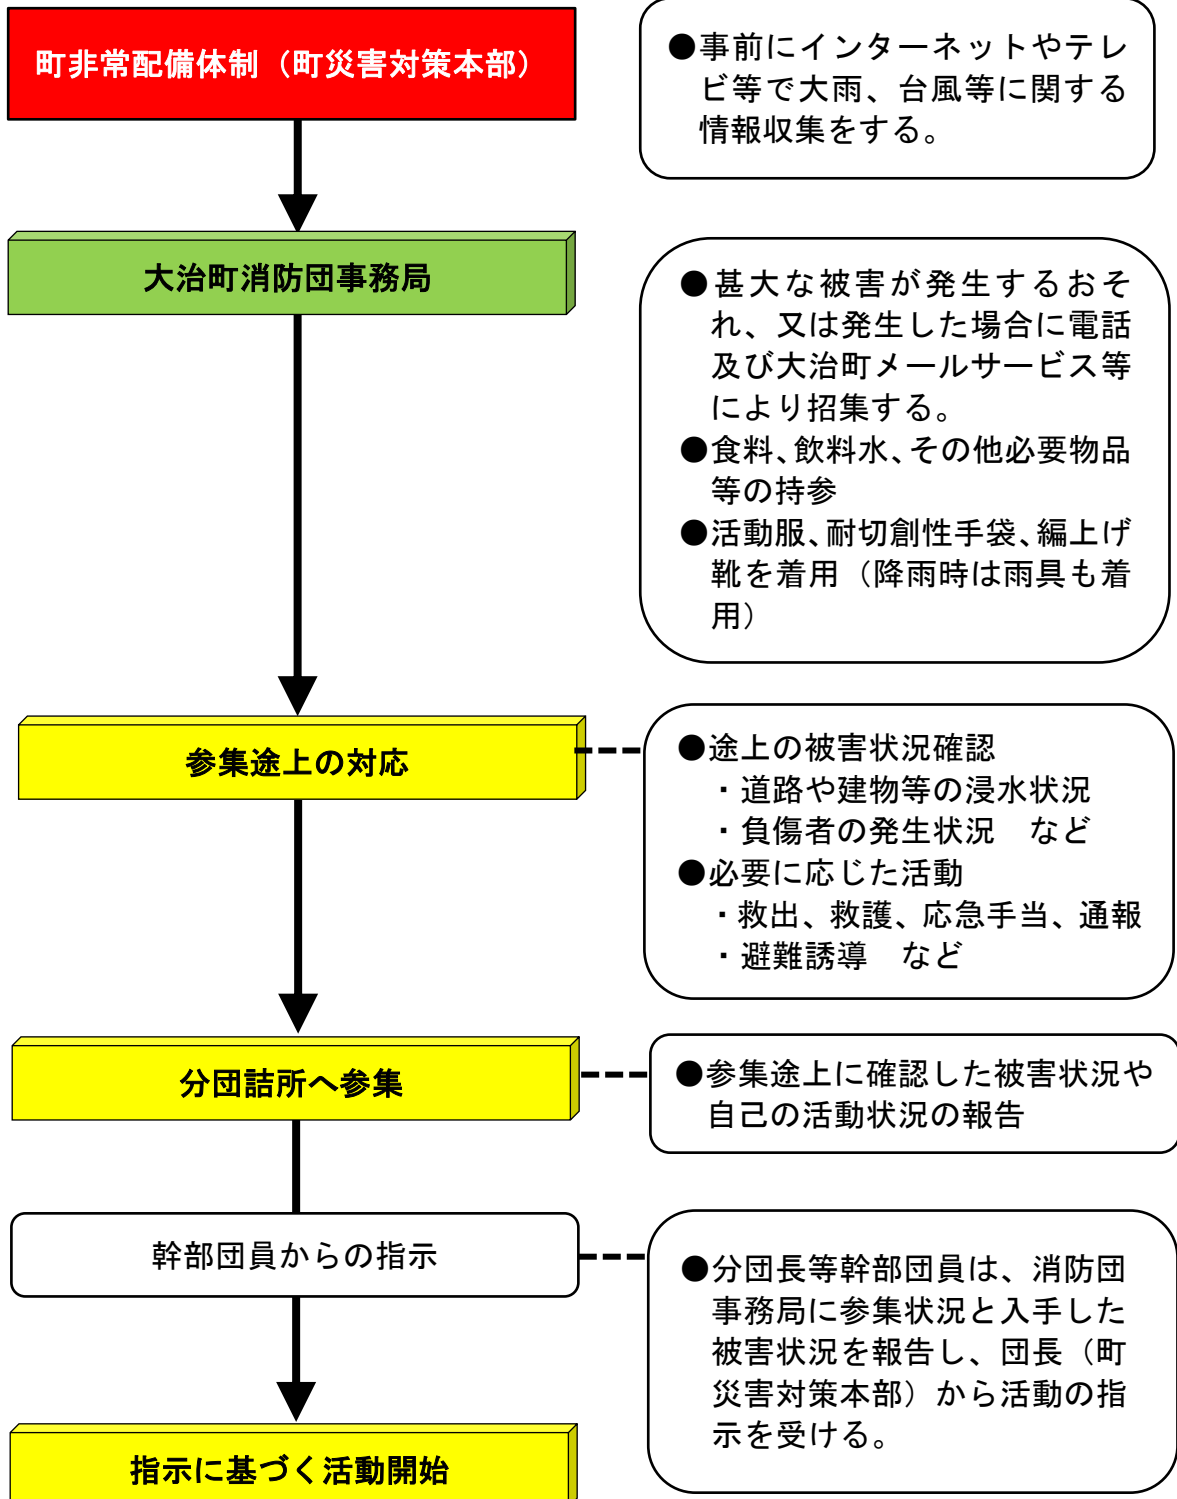 町非常配備体制（町災害対策本部）
●事前にインターネットやテレ
ビ等で大雨、台風等に関する
情報収集をする。
大治町消防団事務局
●甚大な被害が発生するおそ
れ、又は発生した場合に電話
及び大治町メールサービス等
により招集する。
●食料、飲料水、その他必要物品
等の持参
●活動服、耐切創性手袋、編上げ
靴を着用（降雨時は雨具も着
用）
参集途上の対応
●途上の被害状況確認
・道路や建物等の浸水状況
・負傷者の発生状況　など
●必要に応じた活動
・救出、救護、応急手当、通報
・避難誘導　など
分団詰所へ参集
●参集途上に確認した被害状況や
自己の活動状況の報告
幹部団員からの指示
●分団長等幹部団員は、消防団
事務局に参集状況と入手した
被害状況を報告し、団長（町
災害対策本部）から活動の指
示を受ける。
指示に基づく活動開始